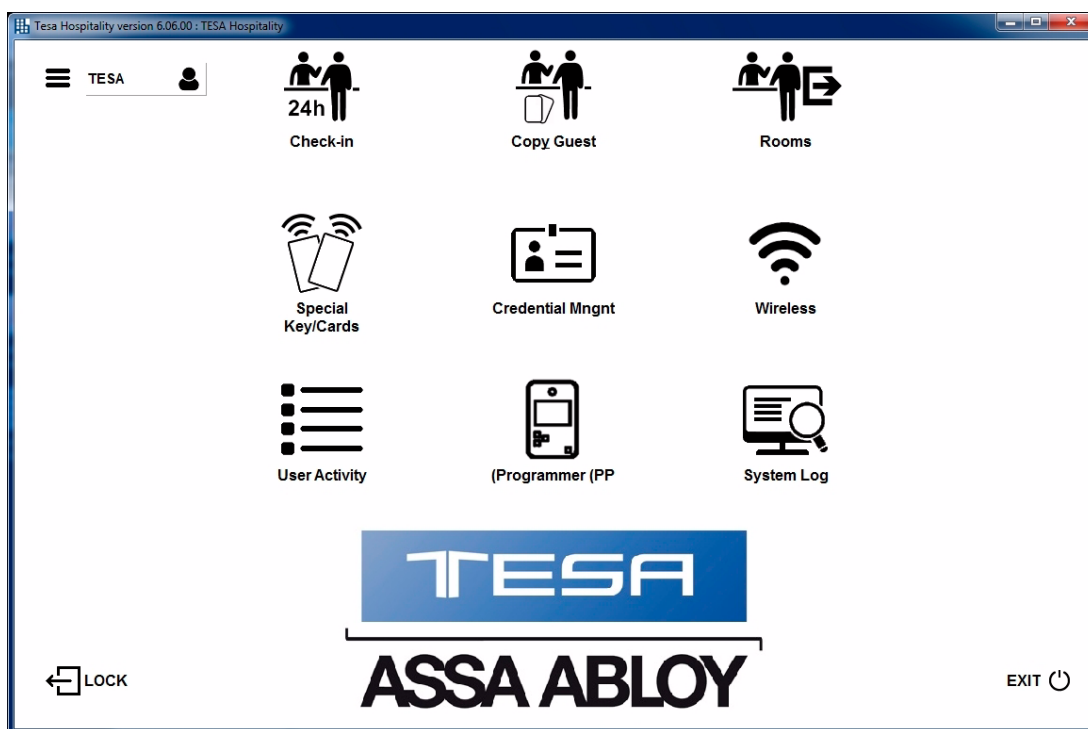 Tesa Hospitality version 6.06.00 : TESA Hospitality
TESA
24h
Check-in
Copy Guest
Rooms
Special
Key/Cards
Credential Mngnt
Wireless
User Activity
(Programmer (PP
System Log
TESA
ASSA ABLOY
LOCK
EXIT